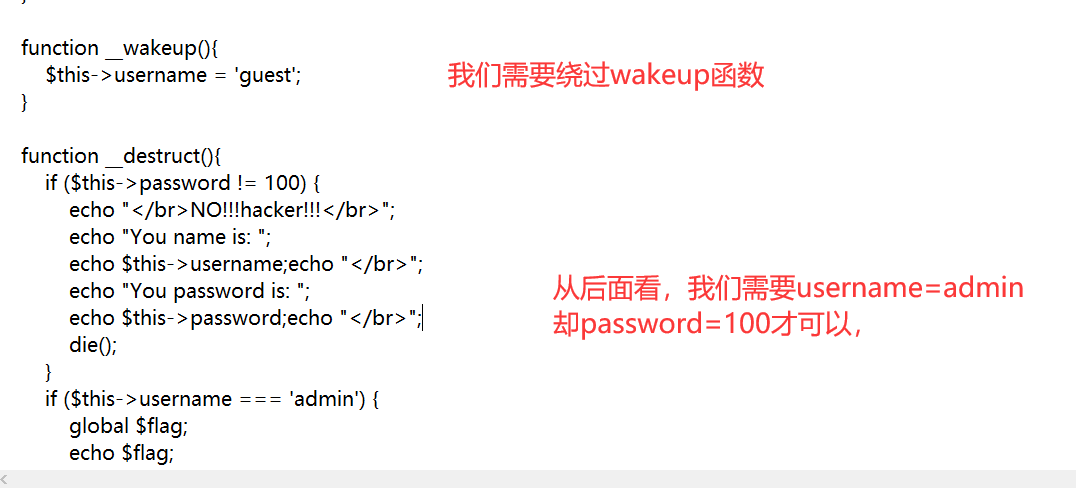 function __wakeup(){
$this->username = 'guest';
我们需要绕过wakeup函数
}
function __destruct(){
if ($this->password != 100) {
echo "</br>NO!!!hacker!!!</br>";
echo "You name is: ";
echo $this->username;echo "</br>";
echo "You password is: ";
echo $this->password;echo "</br>";
die();
}
if ($this->username === 'admin') {
global $flag;
echo $flag;
从后面看，我们需要username=admin
却password=100才可以，